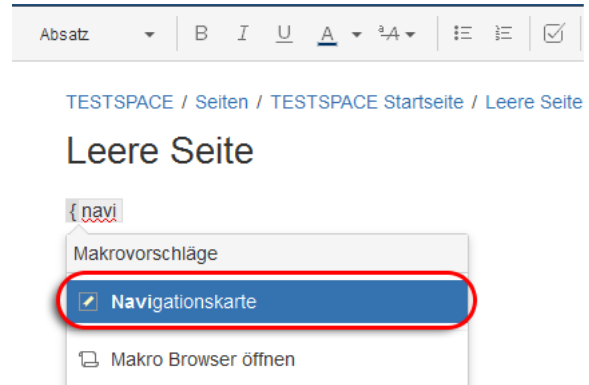 Absatz B I U A ª A
TESTSPACE / Seiten / TESTSPACE Startseite / Leere Seite
Leere Seite
{ navi
Makrovorschläge
Navigationskarte
Makro Browser öffnen